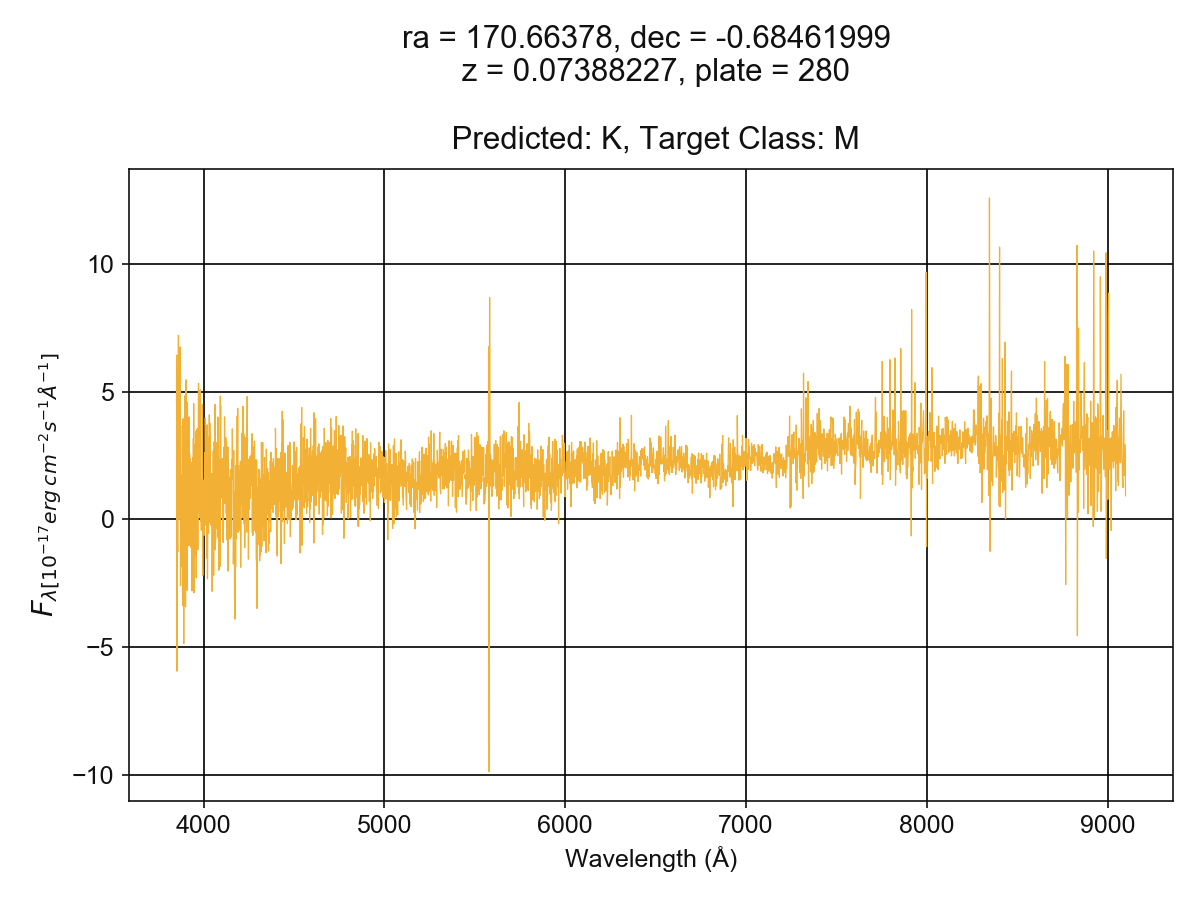 ra = 170.66378, dec = -0.68461999
z = 0.07388227, plate = 280
Predicted: K, Target Class: M
10
5
0
−5
−10
F_λ[10^{−17} erg cm^{−2} s^{−1} Å^{−1}]
4000 5000 6000 7000 8000 9000
Wavelength (Å)